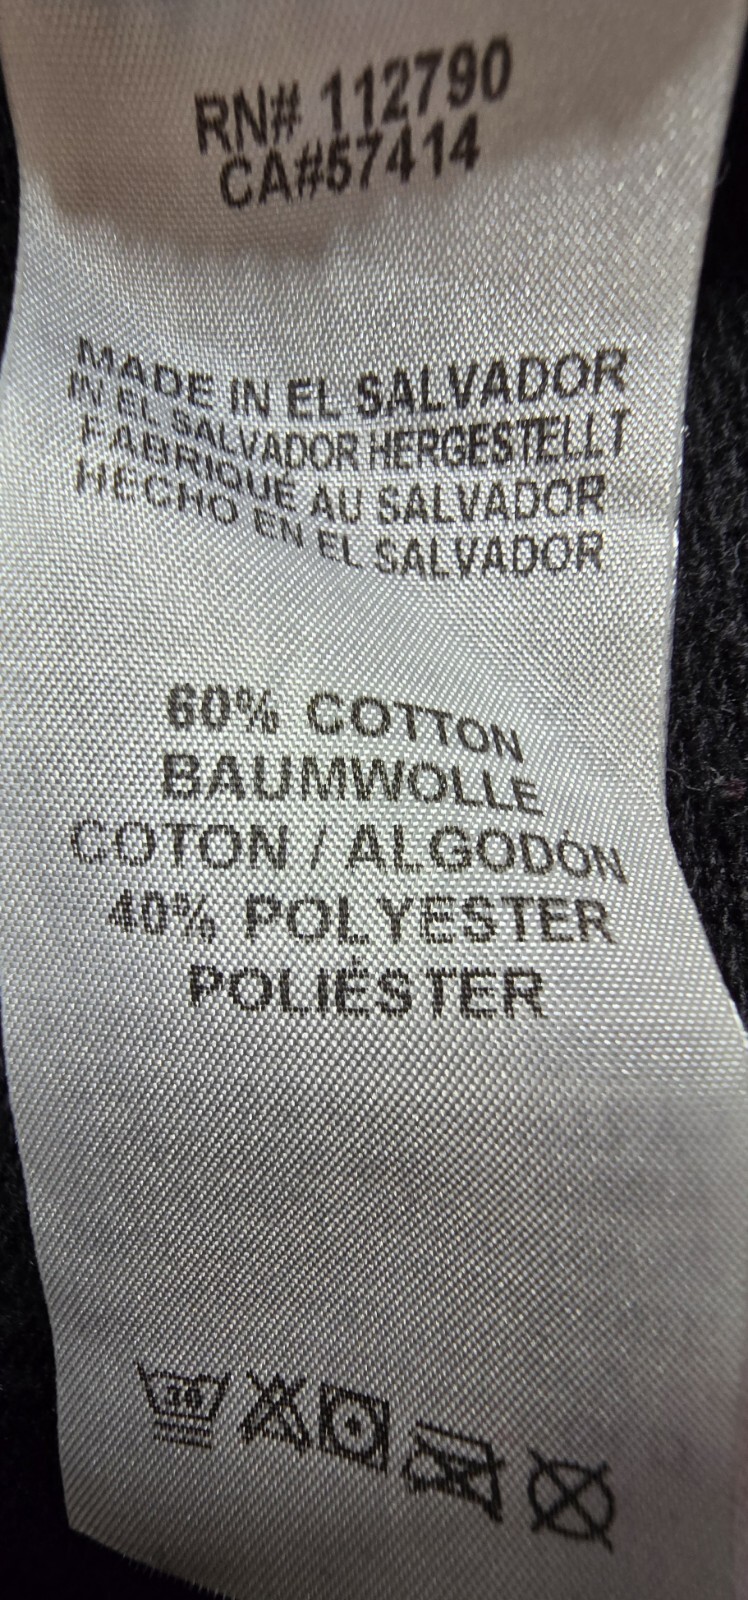 RN# 112790
CA#57414
MADE IN EL SALVADOR
IN EL SALVADOR HERGESTELLT
FABRIQUÉ AU SALVADOR
HECHO EN EL SALVADOR
60% COTTON
BAUMWOLLE
COTON / ALGODÓN
40% POLYESTER
POLIÉSTER
30